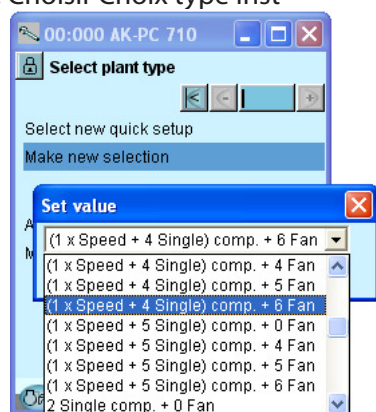 Choisir Choix type inst
00:000 AK-PC 710
Select plant type
Select new quick setup
Make new selection
Set value
(1 x Speed + 4 Single) comp. + 6 Fan
(1 x Speed + 4 Single) comp. + 4 Fan
(1 x Speed + 4 Single) comp. + 5 Fan
(1 x Speed + 4 Single) comp. + 6 Fan
(1 x Speed + 5 Single) comp. + 0 Fan
(1 x Speed + 5 Single) comp. + 4 Fan
(1 x Speed + 5 Single) comp. + 5 Fan
(1 x Speed + 5 Single) comp. + 6 Fan
2 Single comp. + 0 Fan